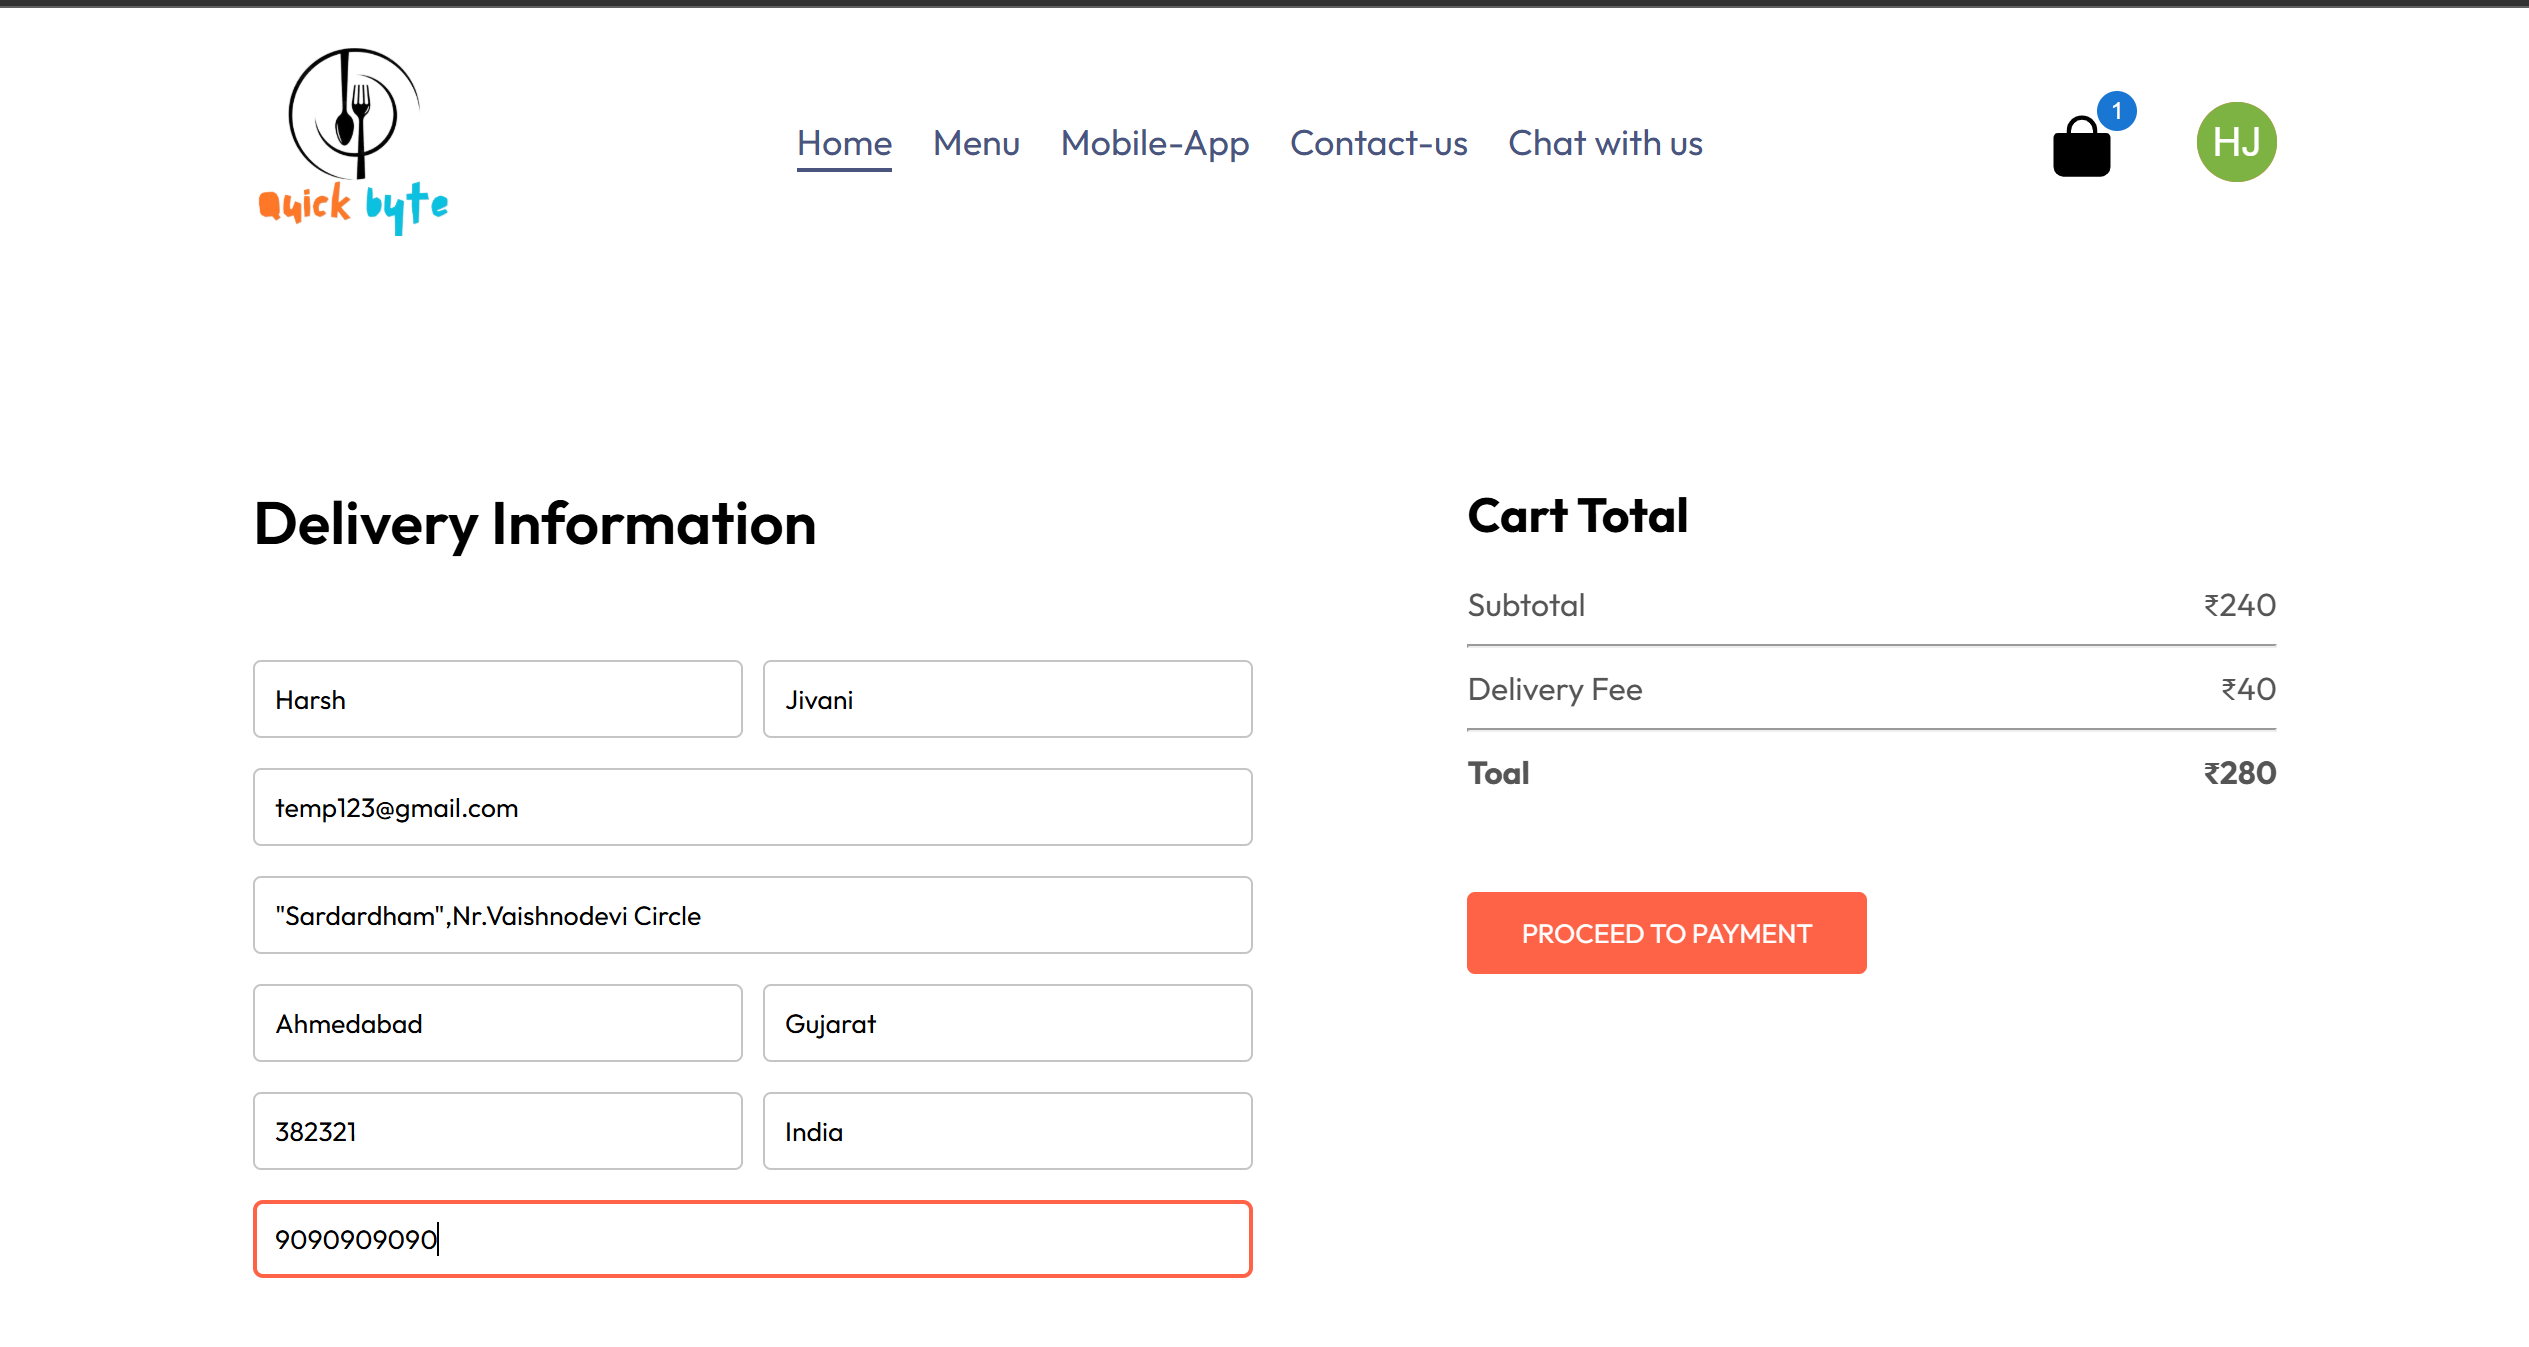 Quick byte
Home Menu Mobile-App Contact-us Chat with us
1
HJ
Delivery Information
Harsh Jivani
temp123@gmail.com
"Sardardham",Nr.Vaishnodevi Circle
Ahmedabad Gujarat
382321 India
9090909090
Cart Total
Subtotal ₹240
Delivery Fee ₹40
Toal ₹280
PROCEED TO PAYMENT